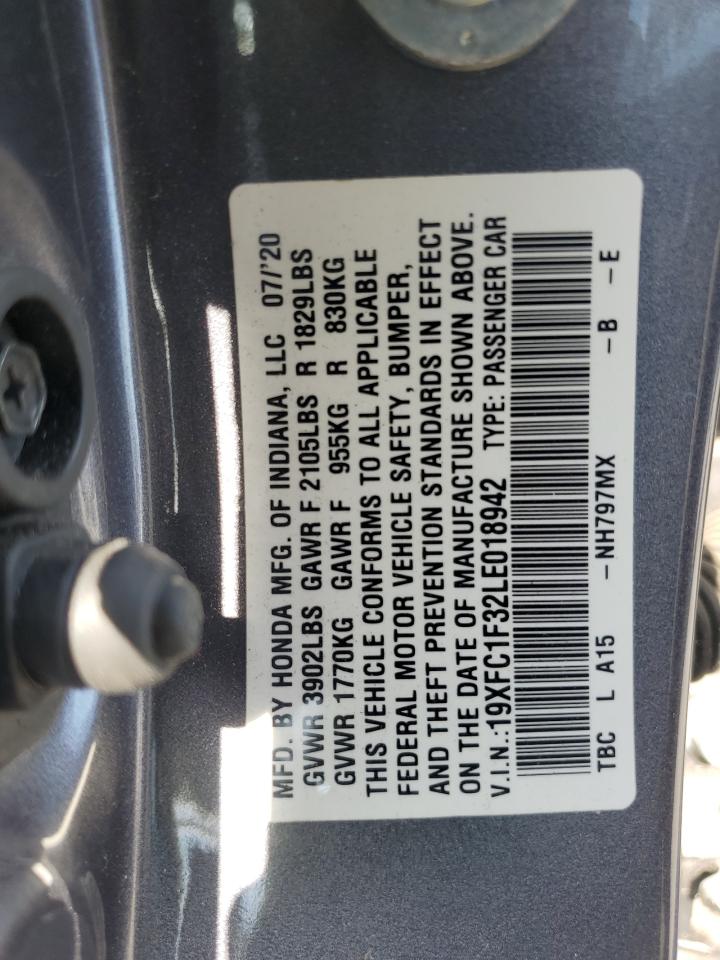 MFD. BY HONDA MFG. OF INDIANA, LLC 07/'20
GVWR 3902LBS GAWR F 2105LBS R 1829LBS
GVWR 1770KG GAWR F 955KG R 830KG
THIS VEHICLE CONFORMS TO ALL APPLICABLE
FEDERAL MOTOR VEHICLE SAFETY, BUMPER,
AND THEFT PREVENTION STANDARDS IN EFFECT
ON THE DATE OF MANUFACTURE SHOWN ABOVE.
V.I.N.:19XFC1F32LE018942 TYPE: PASSENGER CAR
TBC L A15 -NH797MX -B -E